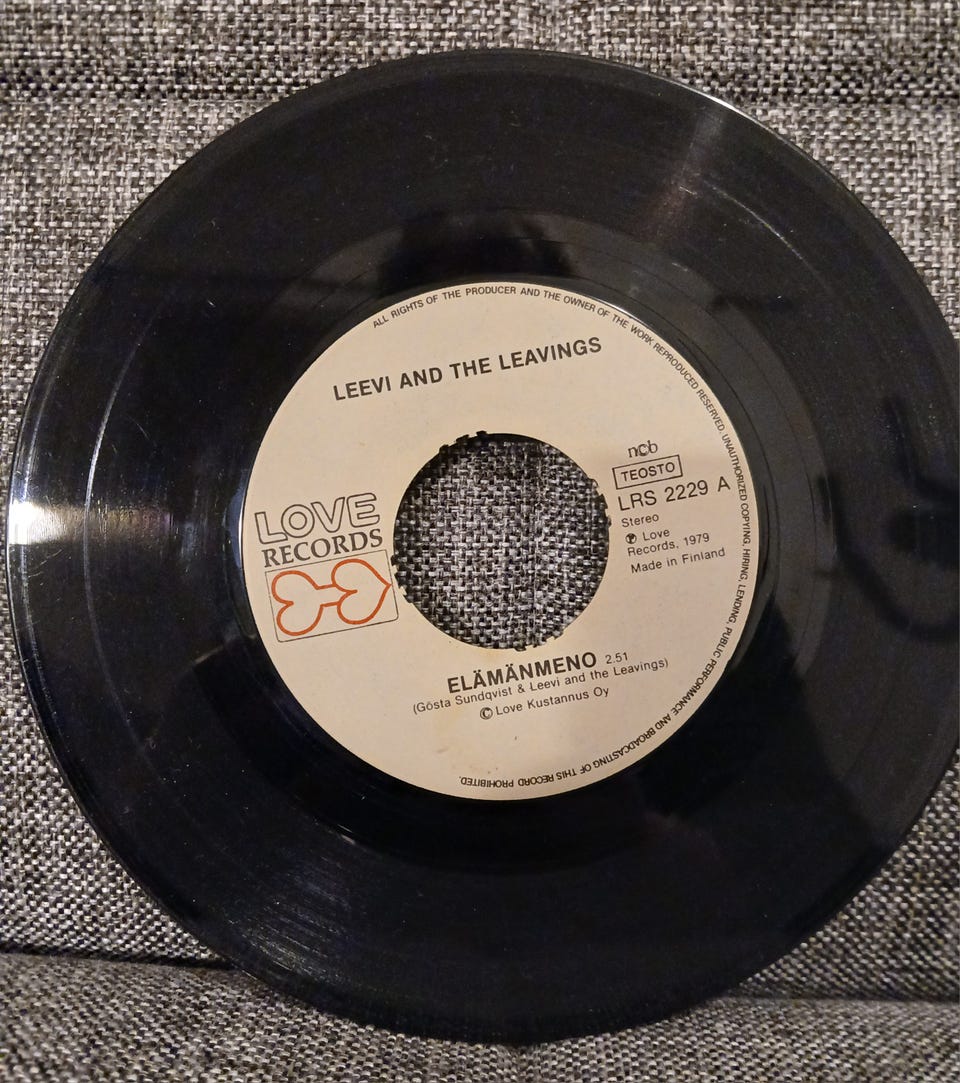 ALL RIGHTS OF THE PRODUCER AND THE OWNER OF THE WORK REPRODUCED RESERVED. UNAUTHORIZED COPYING, HIRING, LENDING, PUBLIC PERFORMANCE AND BROADCASTING OF THIS RECORD PROHIBITED.
LEEVI AND THE LEAVINGS
LOVE
RECORDS
ncb
TEOSTO
LRS 2229 A
Stereo
℗ Love
Records, 1979
Made in Finland
ELÄMÄNMENO 2.51
(Gösta Sundqvist & Leevi and the Leavings)
© Love Kustannus Oy